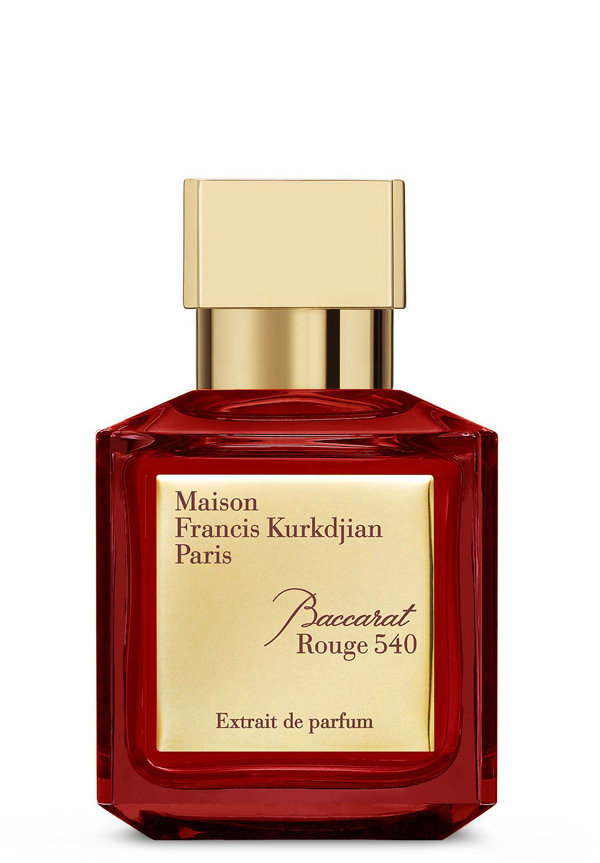 Maison
Francis Kurkdjian
Paris
Baccarat
Rouge 540
Extrait de parfum